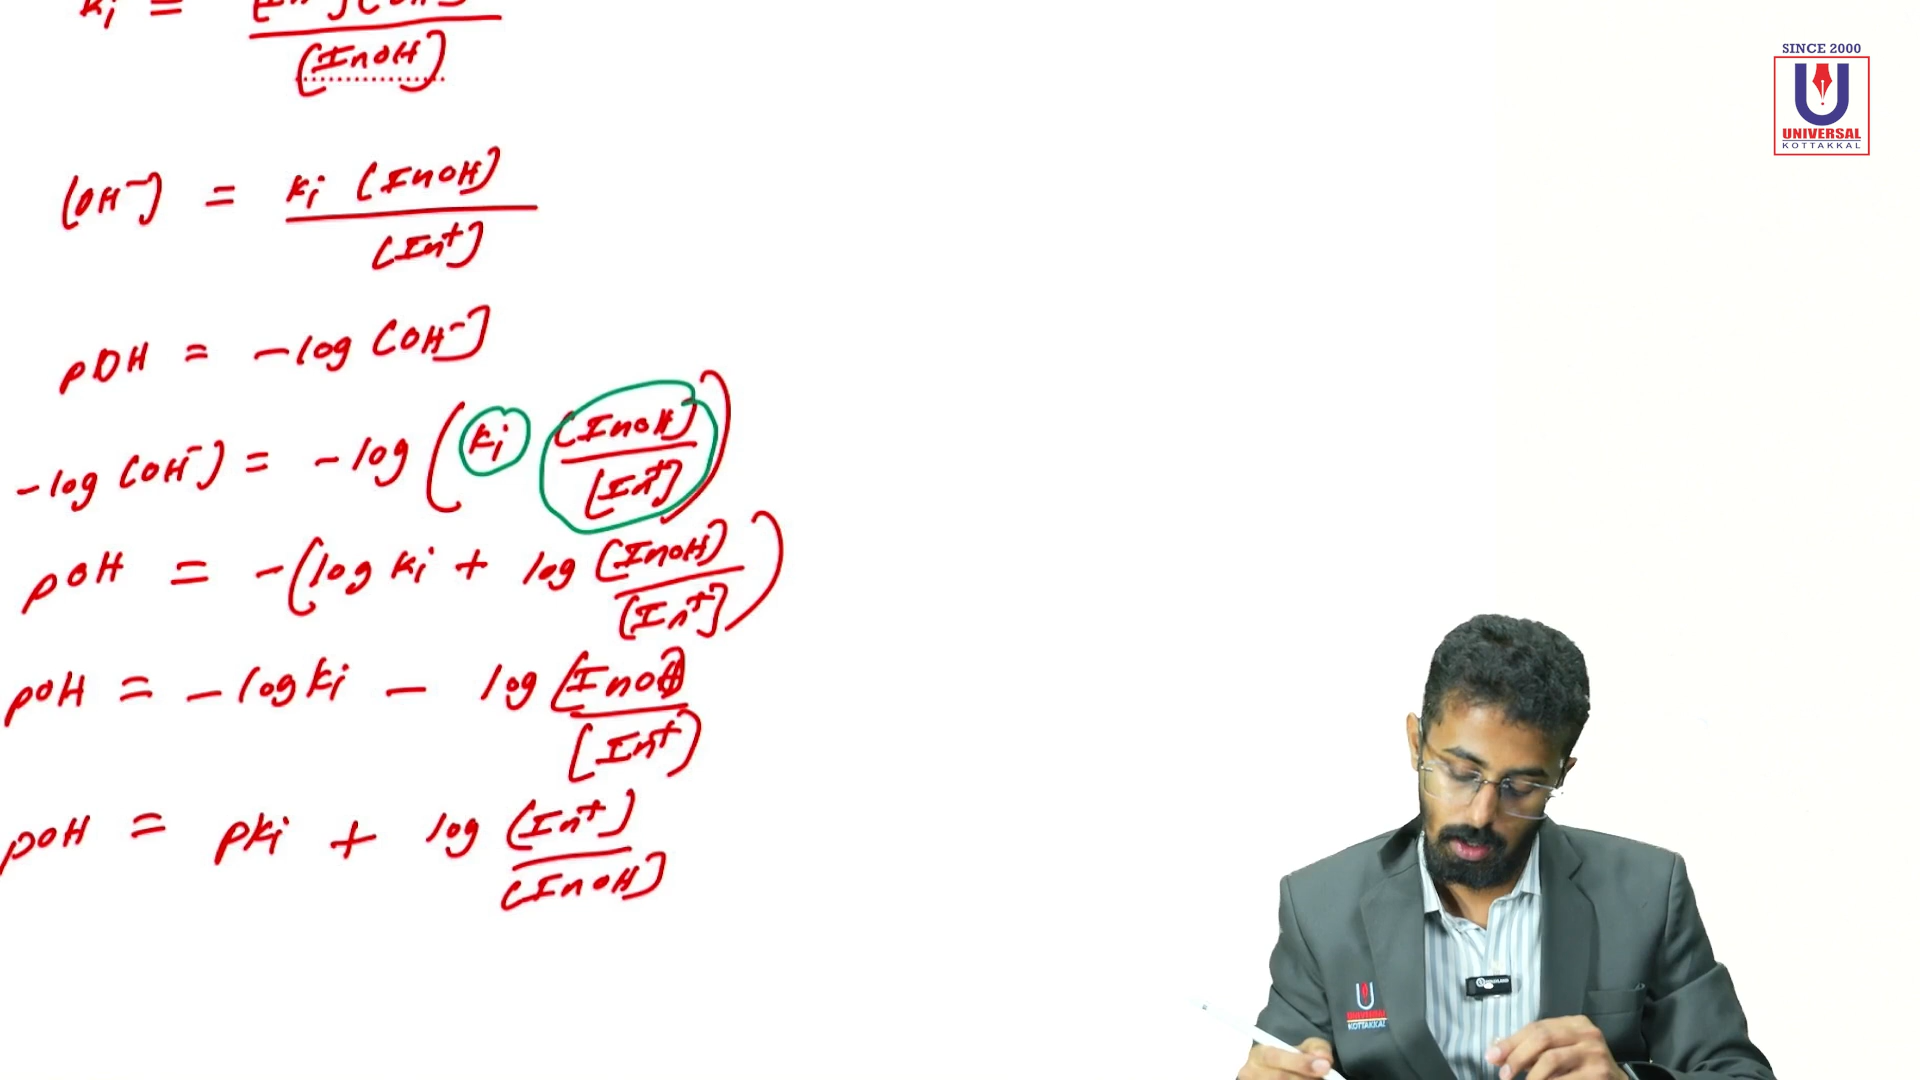 Ki = [In⁺][OH⁻] / [InOH]
[OH⁻] = Ki [InOH] / [In⁺]
pOH = -log [OH⁻]
-log [OH⁻] = -log (Ki [InOH] / [In⁺])
pOH = -(log Ki + log [InOH] / [In⁺])
pOH = -log Ki - log [InOH] / [In⁺]
pOH = pKi + log [In⁺] / [InOH]
SINCE 2000
U
UNIVERSAL
KOTTAKKAL
U
UNIVERSAL
KOTTAKKAL